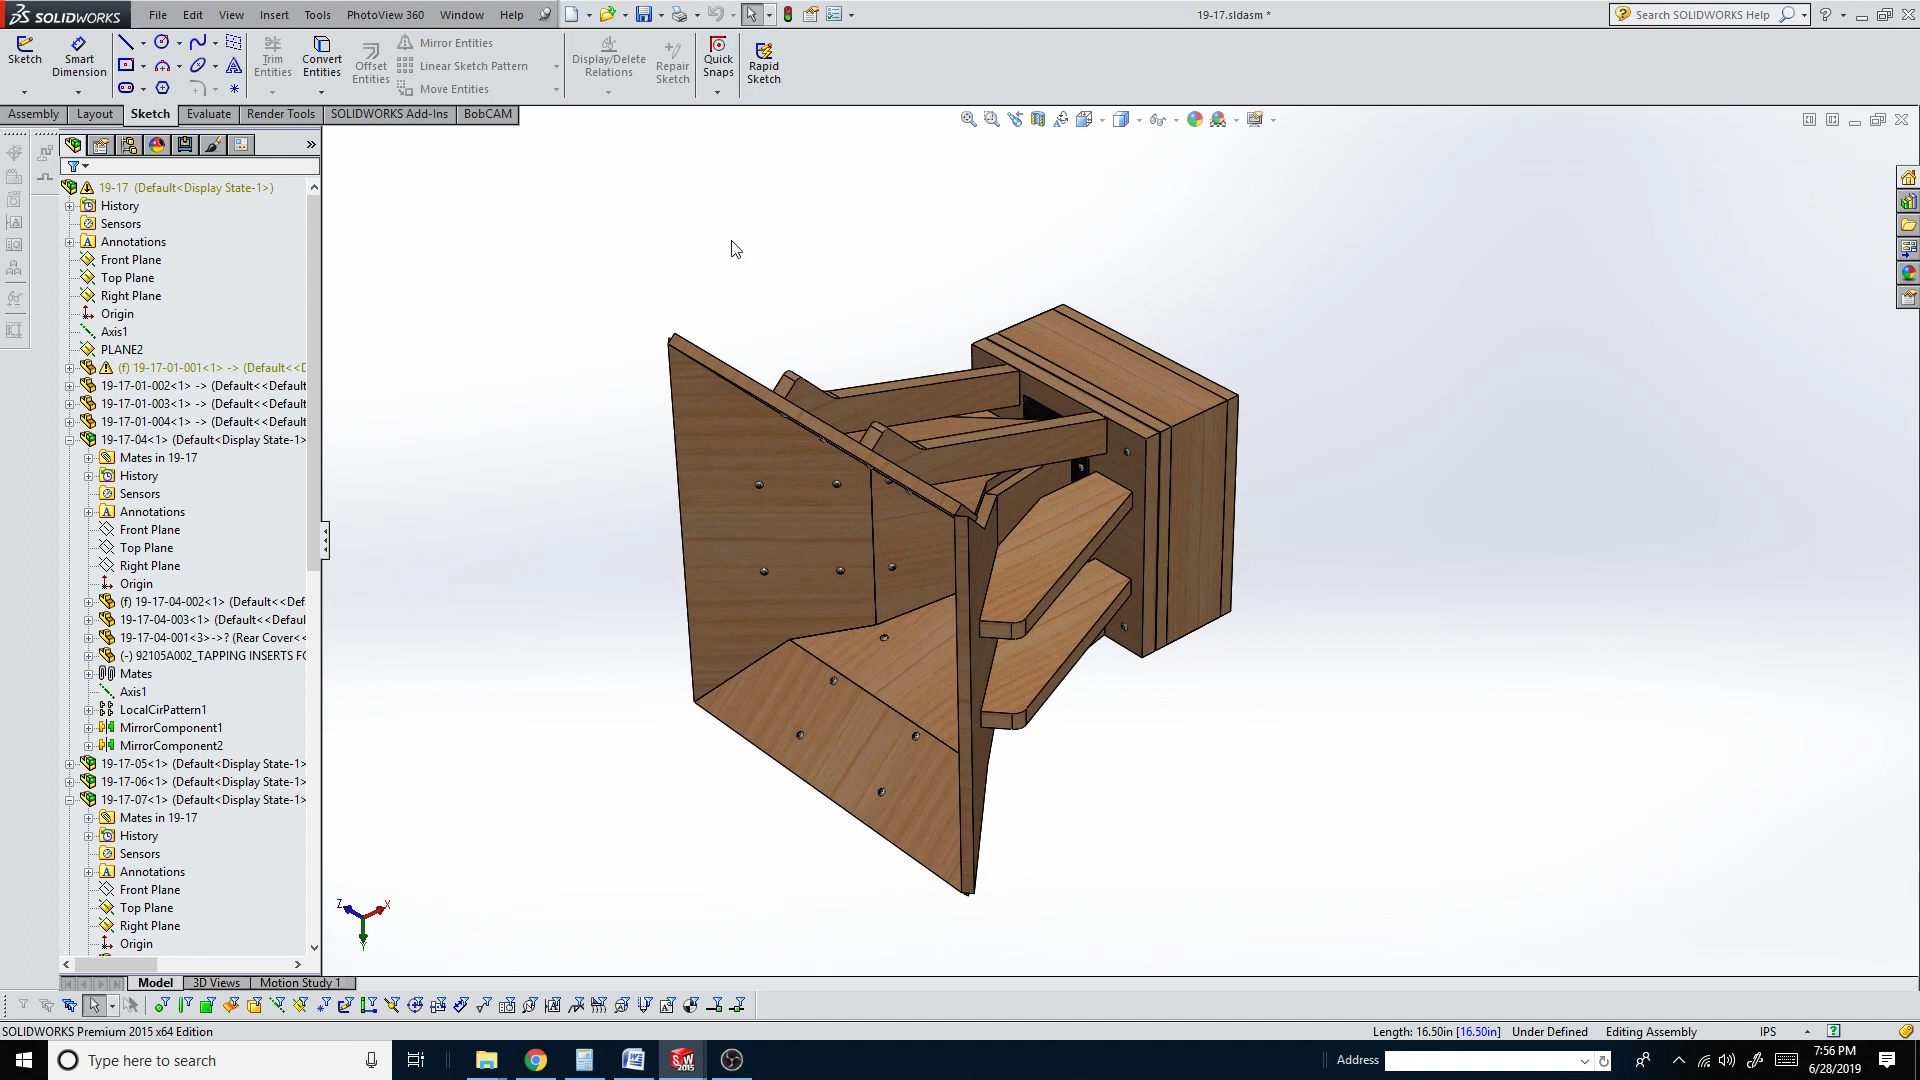 SOLIDWORKS File Edit View Insert Tools PhotoView 360 Window Help 19-17.sldasm * Search SOLIDWORKS Help
Sketch Smart Dimension Trim Entities Convert Entities Offset Entities Mirror Entities Linear Sketch Pattern Move Entities Display/Delete Relations Repair Sketch Quick Snaps Rapid Sketch
Assembly Layout Sketch Evaluate Render Tools SOLIDWORKS Add-Ins BobCAM
19-17 (Default<Display State-1>)
History
Sensors
Annotations
Front Plane
Top Plane
Right Plane
Origin
Axis1
PLANE2
(f) 19-17-01-001<1> -> (Default<<D
19-17-01-002<1> -> (Default<<Default
19-17-01-003<1> -> (Default<<Default
19-17-01-004<1> -> (Default<<Default
19-17-04<1> (Default<Display State-1>
Mates in 19-17
History
Sensors
Annotations
Front Plane
Top Plane
Right Plane
Origin
(f) 19-17-04-002<1> (Default<<Def
19-17-04-003<1> (Default<<Defaul
19-17-04-001<3>->? (Rear Cover<<
(-) 92105A002_TAPPING INSERTS FO
Mates
Axis1
LocalCirPattern1
MirrorComponent1
MirrorComponent2
19-17-05<1> (Default<Display State-1>
19-17-06<1> (Default<Display State-1>
19-17-07<1> (Default<Display State-1>
Mates in 19-17
History
Sensors
Annotations
Front Plane
Top Plane
Right Plane
Origin
Z X
Y
Model 3D Views Motion Study 1
SOLIDWORKS Premium 2015 x64 Edition Length: 16.50in [16.50in] Under Defined Editing Assembly IPS
Type here to search Address 7:56 PM
6/28/2019